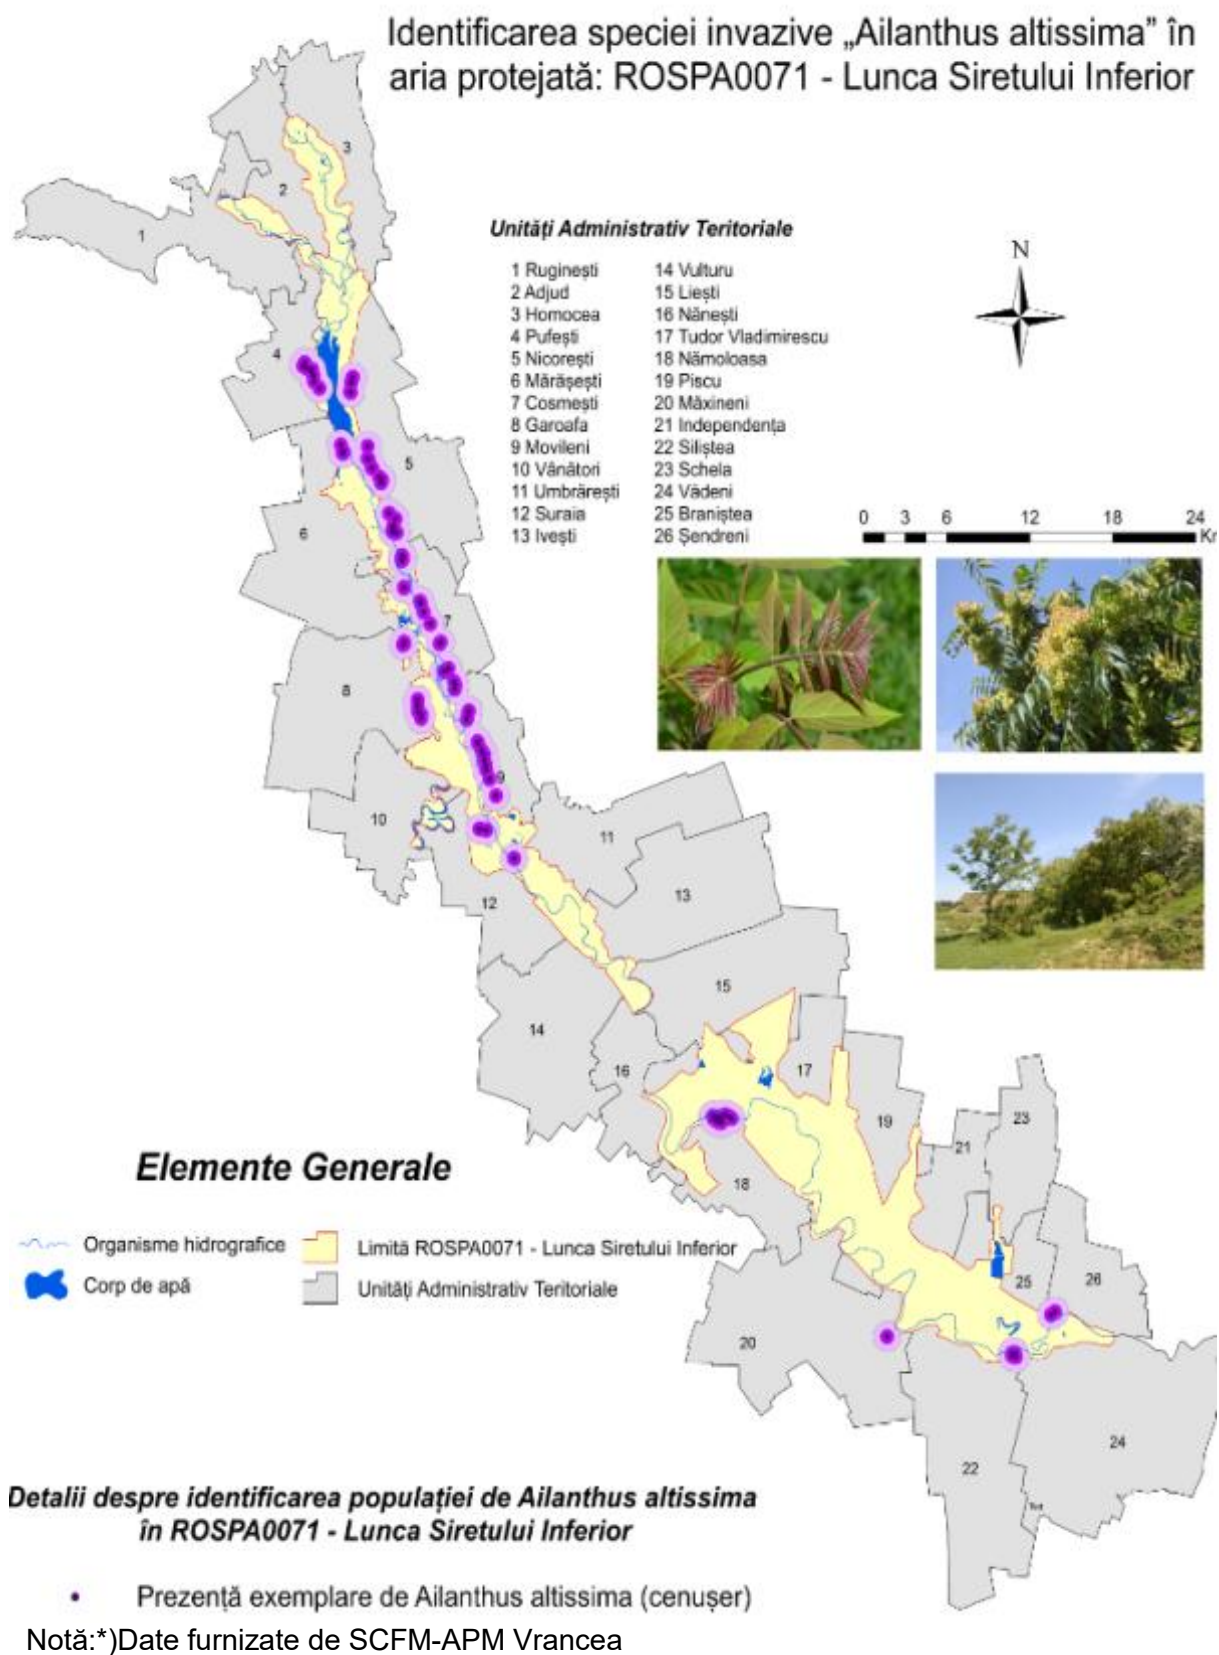 Identificarea speciei invazive „Ailanthus altissima” în
aria protejată: ROSPA0071 - Lunca Siretului Inferior
Unități Administrativ Teritoriale
1 Ruginești
2 Adjud
3 Homocea
4 Pufești
5 Nicorești
6 Mărășești
7 Cosmești
8 Garoafa
9 Movileni
10 Vânători
11 Umbrărești
12 Suraia
13 Ivești
14 Vulturu
15 Liești
16 Nănești
17 Tudor Vladimirescu
18 Nămoloasa
19 Piscu
20 Măxineni
21 Independența
22 Siliștea
23 Schela
24 Vădeni
25 Braniștea
26 Șendreni
N
0 3 6 12 18 24
Km
3
2
1
4
5
6
7
8
9
10
11
13
12
15
14
16
17
19
23
21
18
25
26
20
24
22
Elemente Generale
Organisme hidrografice
Corp de apă
Limită ROSPA0071 - Lunca Siretului Inferior
Unități Administrativ Teritoriale
Detalii despre identificarea populației de Ailanthus altissima
în ROSPA0071 - Lunca Siretului Inferior
Prezență exemplare de Ailanthus altissima (cenușer)
Notă:*)Date furnizate de SCFM-APM Vrancea